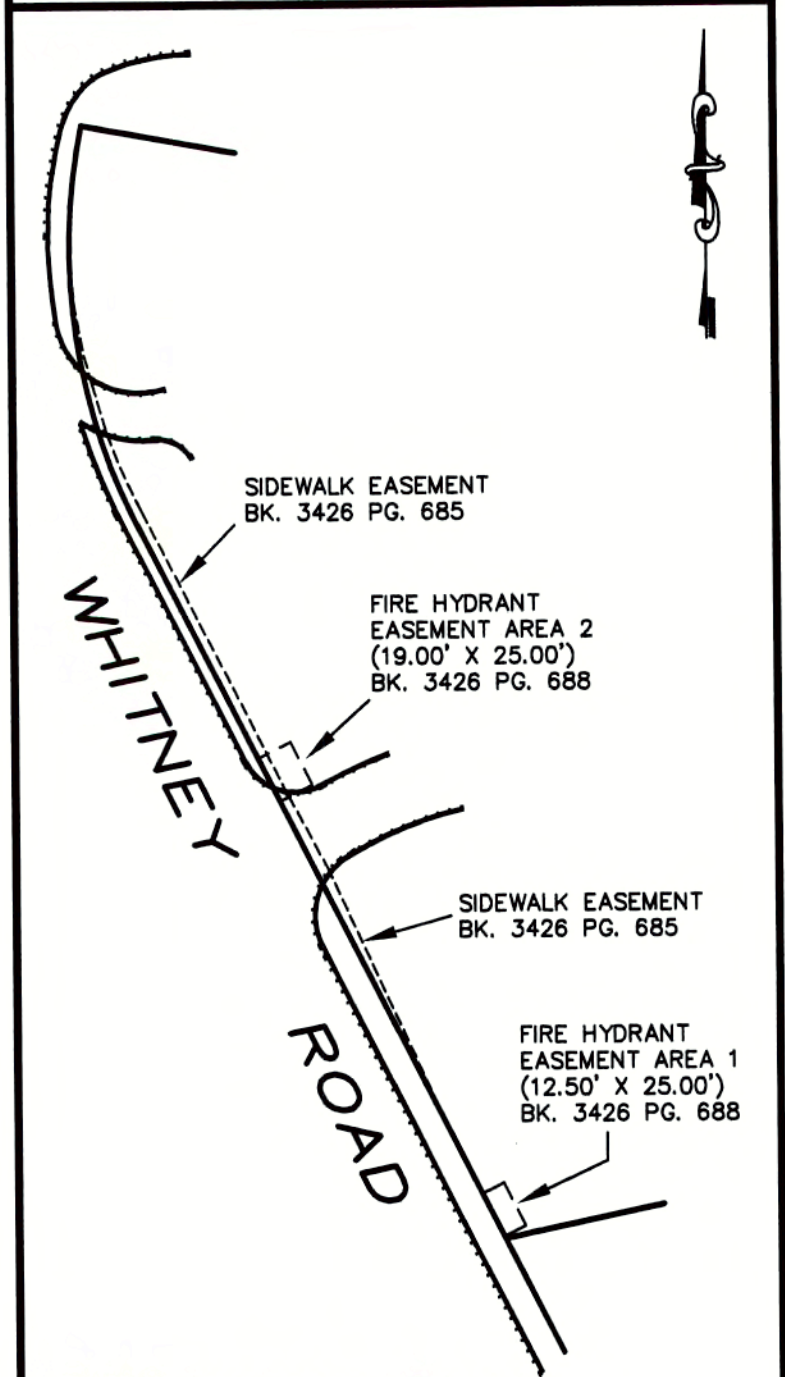 SIDEWALK EASEMENT
BK. 3426 PG. 685
FIRE HYDRANT
EASEMENT AREA 2
(19.00' X 25.00')
BK. 3426 PG. 688
WHITNEY
SIDEWALK EASEMENT
BK. 3426 PG. 685
ROAD
FIRE HYDRANT
EASEMENT AREA 1
(12.50' X 25.00')
BK. 3426 PG. 688